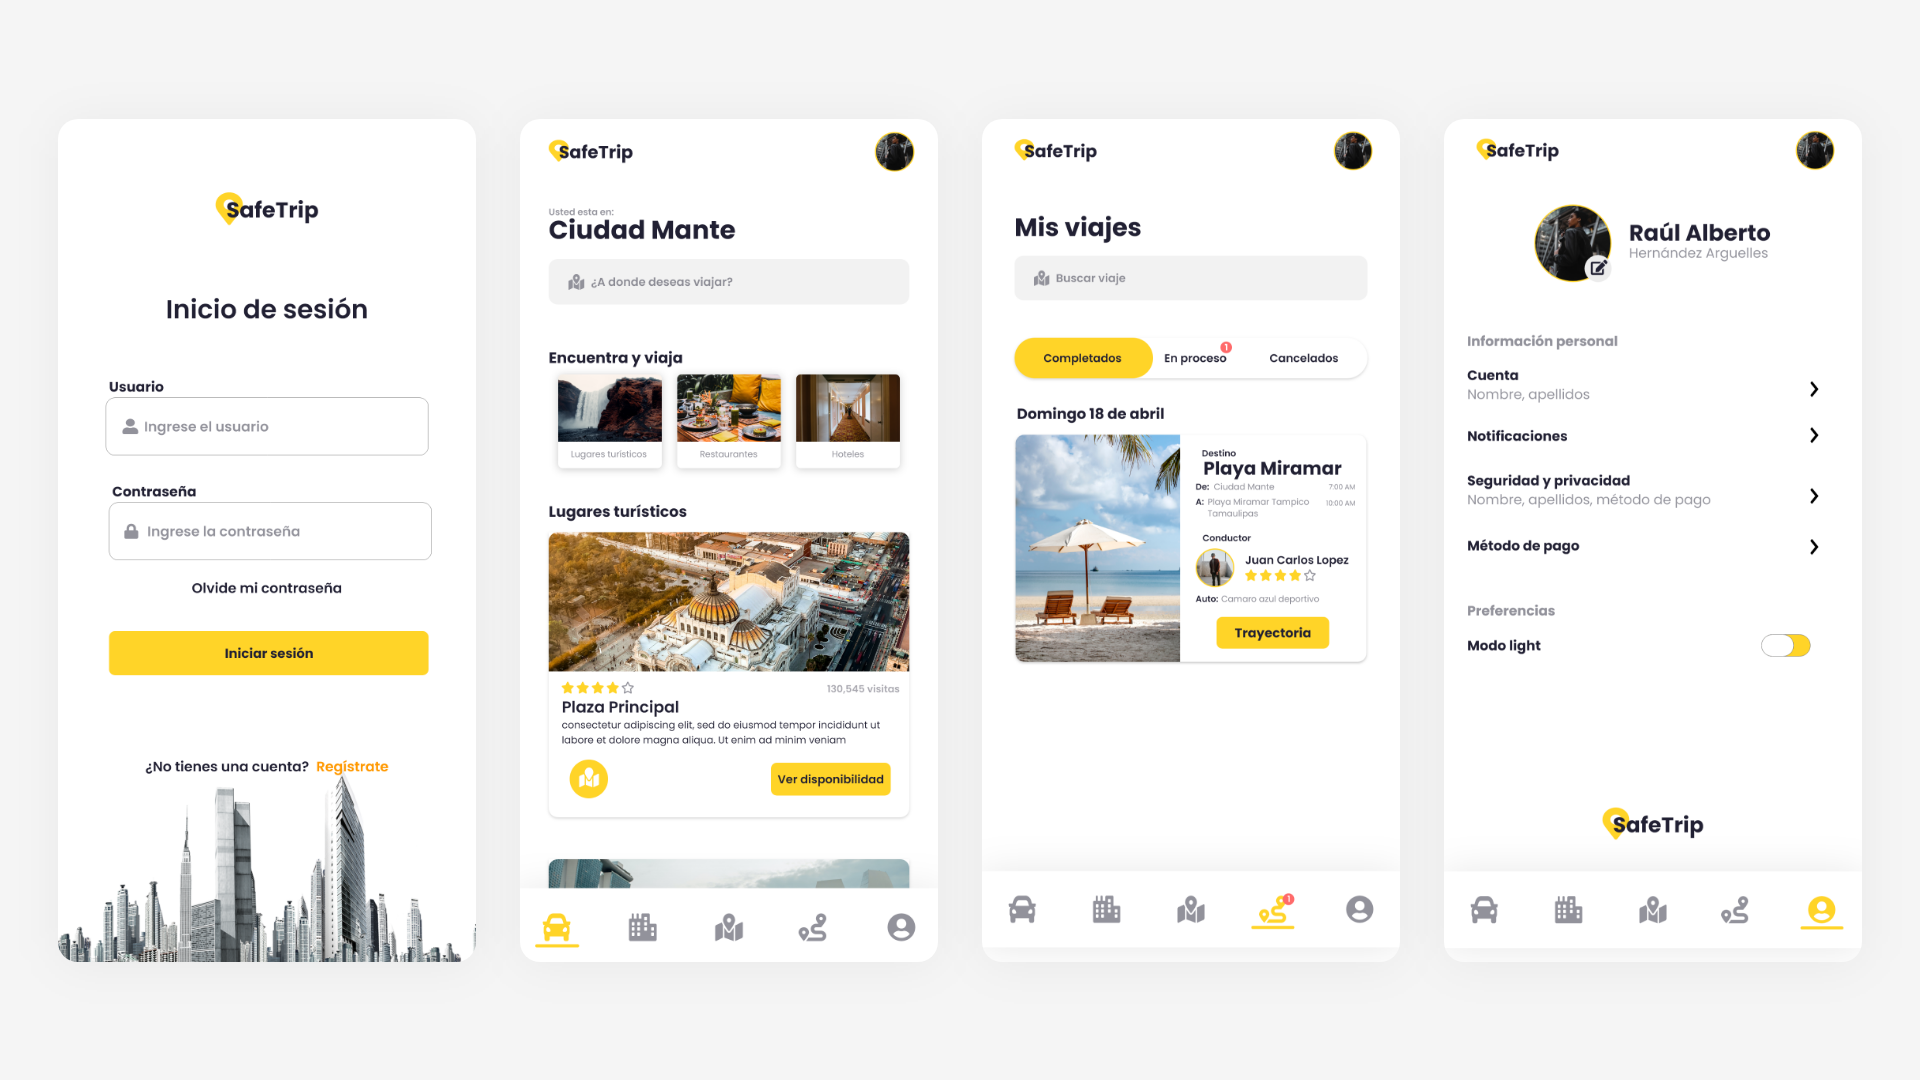 SafeTrip
Inicio de sesión
Usuario
Ingrese el usuario
Contraseña
Ingrese la contraseña
Olvide mi contraseña
Iniciar sesión
¿No tienes una cuenta? Regístrate
SafeTrip
Usted esta en:
Ciudad Mante
¿A donde deseas viajar?
Encuentra y viaja
Lugares turísticos
Restaurantes
Hoteles
Lugares turísticos
130,545 visitas
Plaza Principal
consectetur adipiscing elit, sed do eiusmod tempor incididunt ut
labore et dolore magna aliqua. Ut enim ad minim veniam
Ver disponibilidad
SafeTrip
Mis viajes
Buscar viaje
Completados
En proceso
1
Cancelados
Domingo 18 de abril
Destino
Playa Miramar
De: Ciudad Mante 7:00 AM
A: Playa Miramar Tampico 10:00 AM
Tamaulipas
Conductor
Juan Carlos Lopez
Auto: Camaro azul deportivo
Trayectoria
1
SafeTrip
Raúl Alberto
Hernández Arguelles
Información personal
Cuenta
Nombre, apellidos
Notificaciones
Seguridad y privacidad
Nombre, apellidos, método de pago
Método de pago
Preferencias
Modo light
SafeTrip